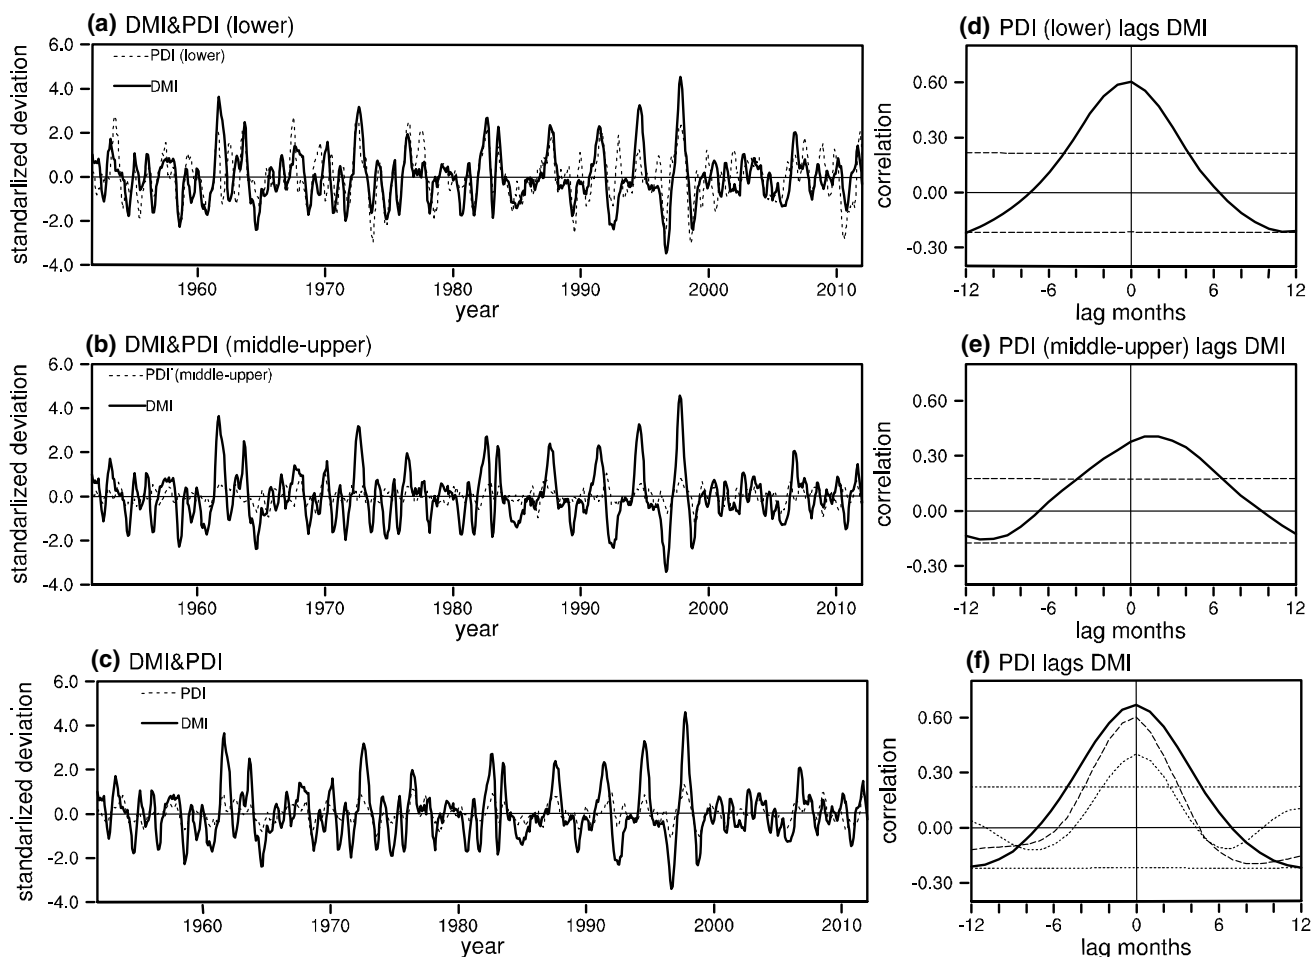 (a) DMI&PDI (lower)
6.0
4.0
2.0
0.0
-2.0
-4.0
standarlized deviation
PDI (lower)
DMI
1960 1970 1980 1990 2000 2010
year
(d) PDI (lower) lags DMI
0.60
0.30
0.00
-0.30
correlation
-12 -6 0 6 12
lag months
(b) DMI&PDI (middle-upper)
6.0
4.0
2.0
0.0
-2.0
-4.0
standarlized deviation
PDI (middle-upper)
DMI
1960 1970 1980 1990 2000 2010
year
(e) PDI (middle-upper) lags DMI
0.60
0.30
0.00
-0.30
correlation
-12 -6 0 6 12
lag months
(c) DMI&PDI
6.0
4.0
2.0
0.0
-2.0
-4.0
standarlized deviation
PDI
DMI
1960 1970 1980 1990 2000 2010
year
(f) PDI lags DMI
0.60
0.30
0.00
-0.30
correlation
-12 -6 0 6 12
lag months